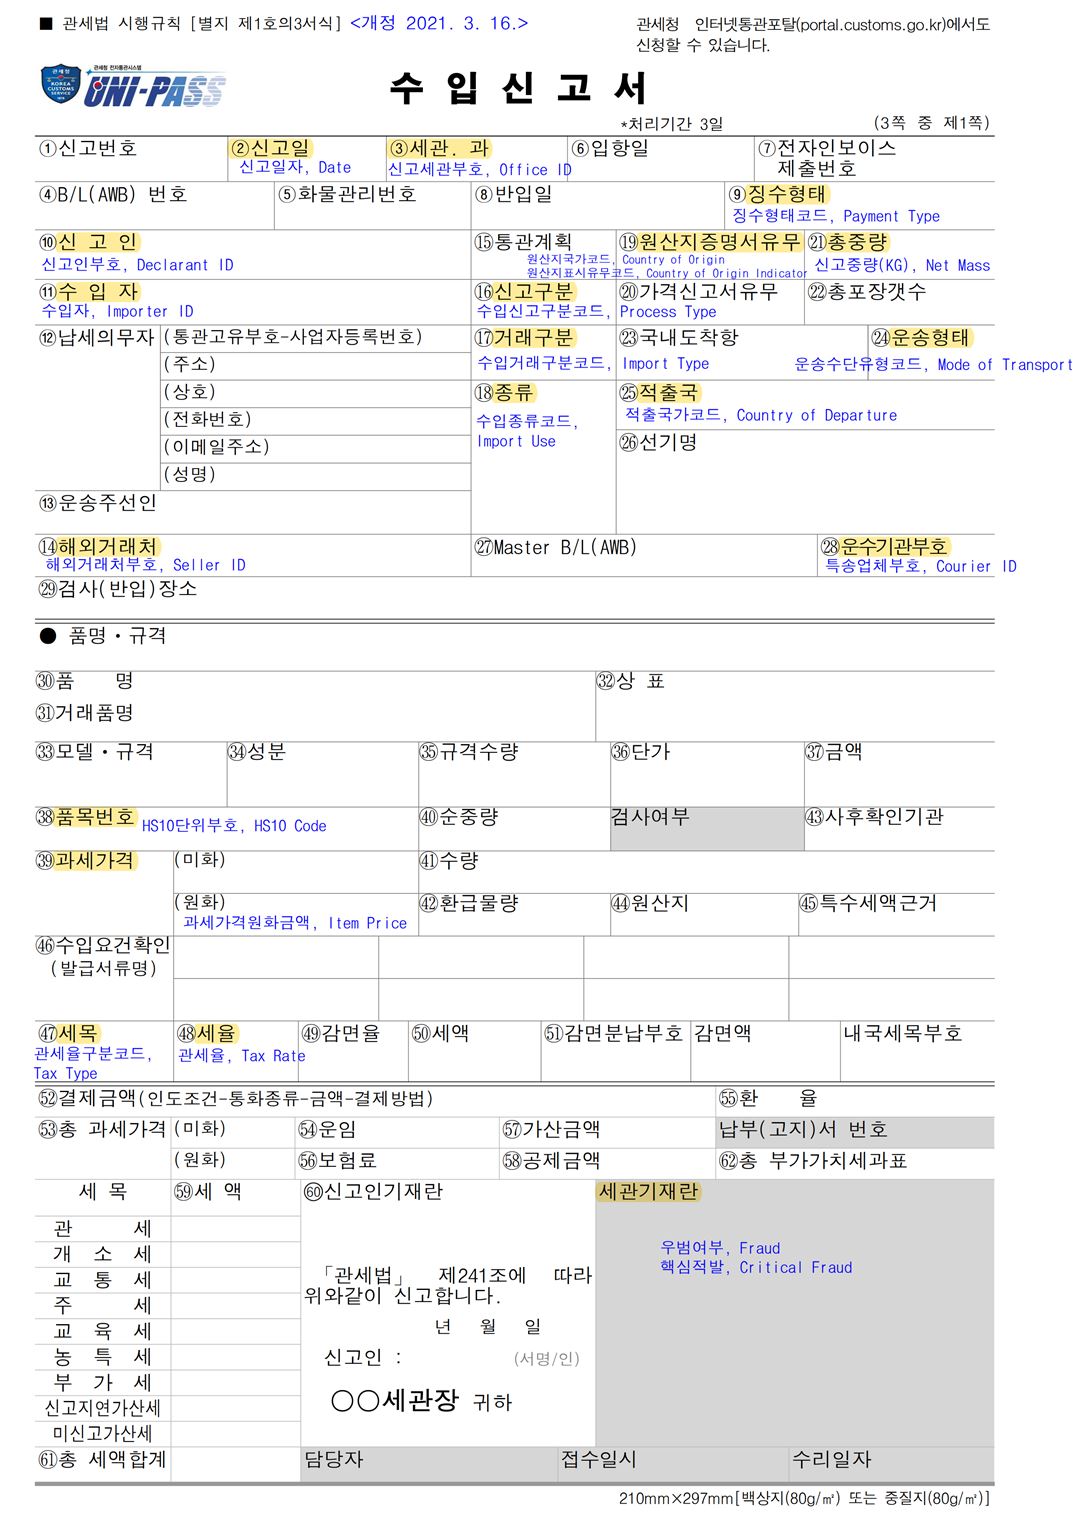 ■ 관세법 시행규칙 [별지 제1호의3서식] <개정 2021. 3. 16.>
관세청 인터넷통관포탈(portal.customs.go.kr)에서도
신청할 수 있습니다.
관세청 전자통관시스템
관세청
KOREA
CUSTOMS
SERVICE
UNI-PASS
수 입 신 고 서
*처리기간 3일
(3쪽 중 제1쪽)
①신고번호
②신고일
신고일자, Date
③세관. 과
신고세관부호, Office ID
⑥입항일
⑦전자인보이스
제출번호
④B/L(AWB) 번호
⑤화물관리번호
⑧반입일
⑨징수형태
징수형태코드, Payment Type
⑩신 고 인
신고인부호, Declarant ID
⑮통관계획
⑲원산지증명서유무
원산지국가코드, Country of Origin
원산지표시유무코드, Country of Origin Indicator
㉑총중량
신고중량(KG), Net Mass
⑪수 입 자
수입자, Importer ID
⑯신고구분
수입신고구분코드, Process Type
⑳가격신고서유무
㉒총포장갯수
⑫납세의무자
(통관고유부호-사업자등록번호)
(주소)
(상호)
(전화번호)
(이메일주소)
(성명)
⑰거래구분
수입거래구분코드, Import Type
㉓국내도착항
㉔운송형태
운송수단유형코드, Mode of Transport
⑱종류
수입종류코드,
Import Use
㉕적출국
적출국가코드, Country of Departure
㉖선기명
⑬운송주선인
⑭해외거래처
해외거래처부호, Seller ID
㉗Master B/L(AWB)
㉘운수기관부호
특송업체부호, Courier ID
㉙검사(반입)장소
● 품명·규격
㉚품 명
㉜상 표
㉛거래품명
㉝모델·규격
㉞성분
㉟규격수량
㊱단가
㊲금액
㊳품목번호
HS10단위부호, HS10 Code
㊵순중량
검사여부
㊸사후확인기관
㊴과세가격
(미화)
㊶수량
(원화)
과세가격원화금액, Item Price
㊷환급물량
㊹원산지
㊺특수세액근거
㊻수입요건확인
(발급서류명)
㊼세목
관세율구분코드,
Tax Type
㊽세율
관세율, Tax Rate
㊾감면율
㊿세액
51감면분납부호
감면액
내국세목부호
52결제금액(인도조건-통화종류-금액-결제방법)
55환 율
53총 과세가격
(미화)
54운임
57가산금액
납부(고지)서 번호
(원화)
56보험료
58공제금액
62총 부가가치세과표
세 목
59세 액
60신고인기재란
세관기재란
관 세
개 소 세
교 통 세
주 세
교 육 세
농 특 세
부 가 세
신고지연가산세
미신고가산세
「관세법」 제241조에 따라
위와같이 신고합니다.
년 월 일
신고인 :
(서명/인)
○○세관장 귀하
우범여부, Fraud
핵심적발, Critical Fraud
61총 세액합계
담당자
접수일시
수리일자
210mm×297mm[백상지(80g/㎡) 또는 중질지(80g/㎡)]